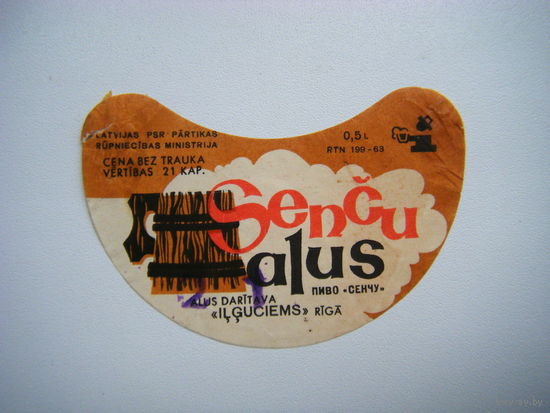 LATVIJAS PSR PĀRTIKAS
RŪPNIECĪBAS MINISTRIJA
CENA BEZ TRAUKA
VĒRTĪBAS 21 KAP.
0,5 L
RTN 199-63
Senču
alus
ПИВО «СЕНЧУ»
ALUS DARĪTAVA
«IĻĢUCIEMS» RĪGĀ